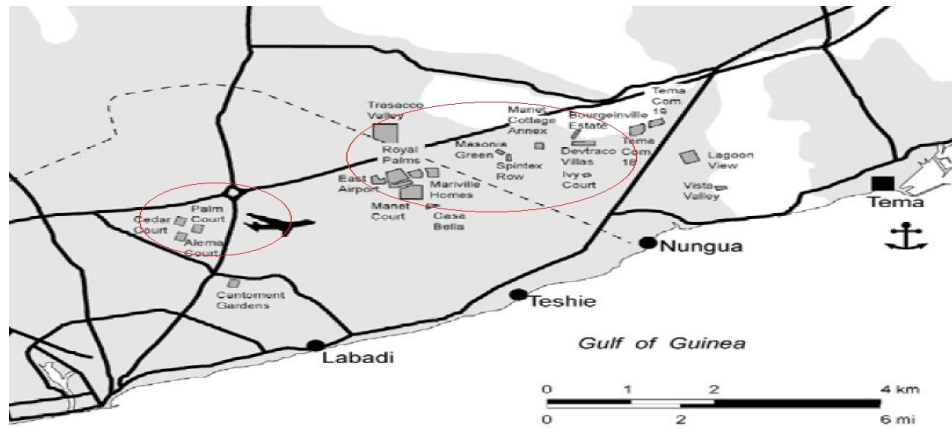 Tema
Com.
19
Trasacco
Valley
Manet
Cottage
Annex
Bourgeinville
Estate
Royal
Palms
Masonia
Green
Spintex
Row
Devtraco
Villas
Tema
Com.
18
Lagoon
View
East
Airport
Mariville
Homes
Ivy
Court
Vista
Valley
Manet
Court
Casa
Bella
Tema
Palm
Court
Cedar
Court
Alema
Court
Nungua
Cantoment
Gardens
Teshie
Labadi
Gulf of Guinea
0 1 2 4 km
0 2 6 mi